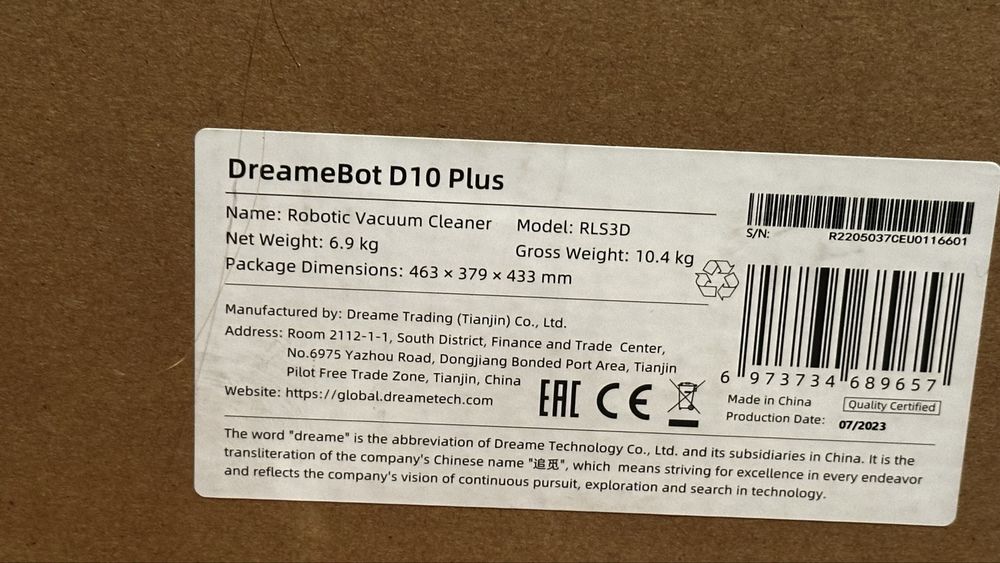 DreameBot D10 Plus
Name: Robotic Vacuum Cleaner Model: RLS3D
Net Weight: 6.9 kg Gross Weight: 10.4 kg
Package Dimensions: 463 × 379 × 433 mm
Manufactured by: Dreame Trading (Tianjin) Co., Ltd.
Address: Room 2112-1-1, South District, Finance and Trade Center,
No.6975 Yazhou Road, Dongjiang Bonded Port Area, Tianjin
Pilot Free Trade Zone, Tianjin, China
Website: https://global.dreametech.com
EAC CE
S/N: R2205037CEU0116601
6 973734 689657
Made in China Quality Certified
Production Date: 07/2023
The word "dreame" is the abbreviation of Dreame Technology Co., Ltd. and its subsidiaries in China. It is the
transliteration of the company's Chinese name "追觅", which means striving for excellence in every endeavor
and reflects the company's vision of continuous pursuit, exploration and search in technology.